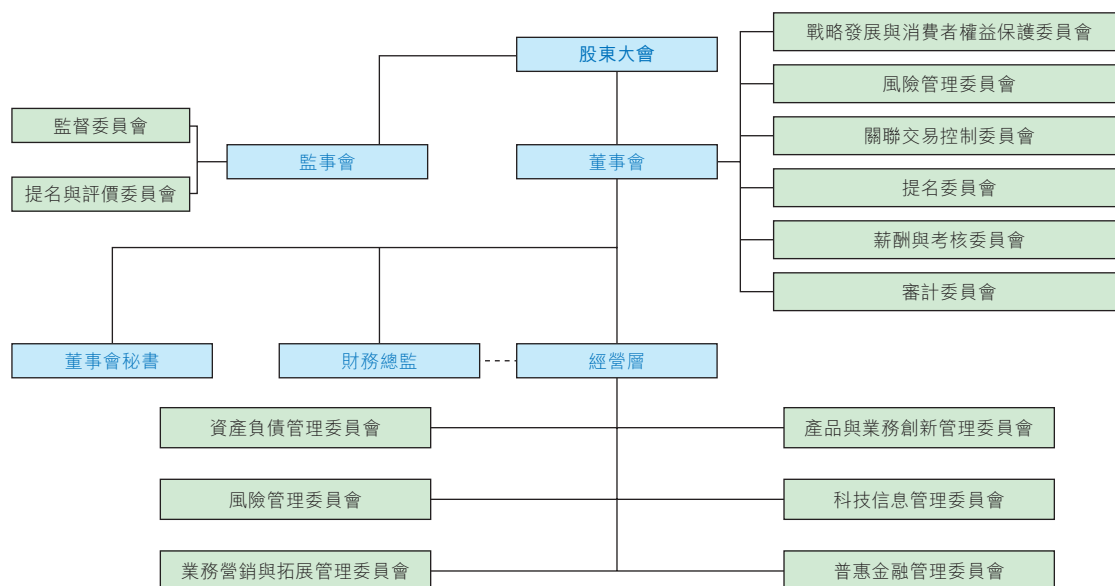 股東大會
戰略發展與消費者權益保護委員會
風險管理委員會
關聯交易控制委員會
提名委員會
薪酬與考核委員會
審計委員會
監督委員會
提名與評價委員會
監事會
董事會
董事會秘書
財務總監
經營層
資產負債管理委員會
產品與業務創新管理委員會
風險管理委員會
科技信息管理委員會
業務營銷與拓展管理委員會
普惠金融管理委員會